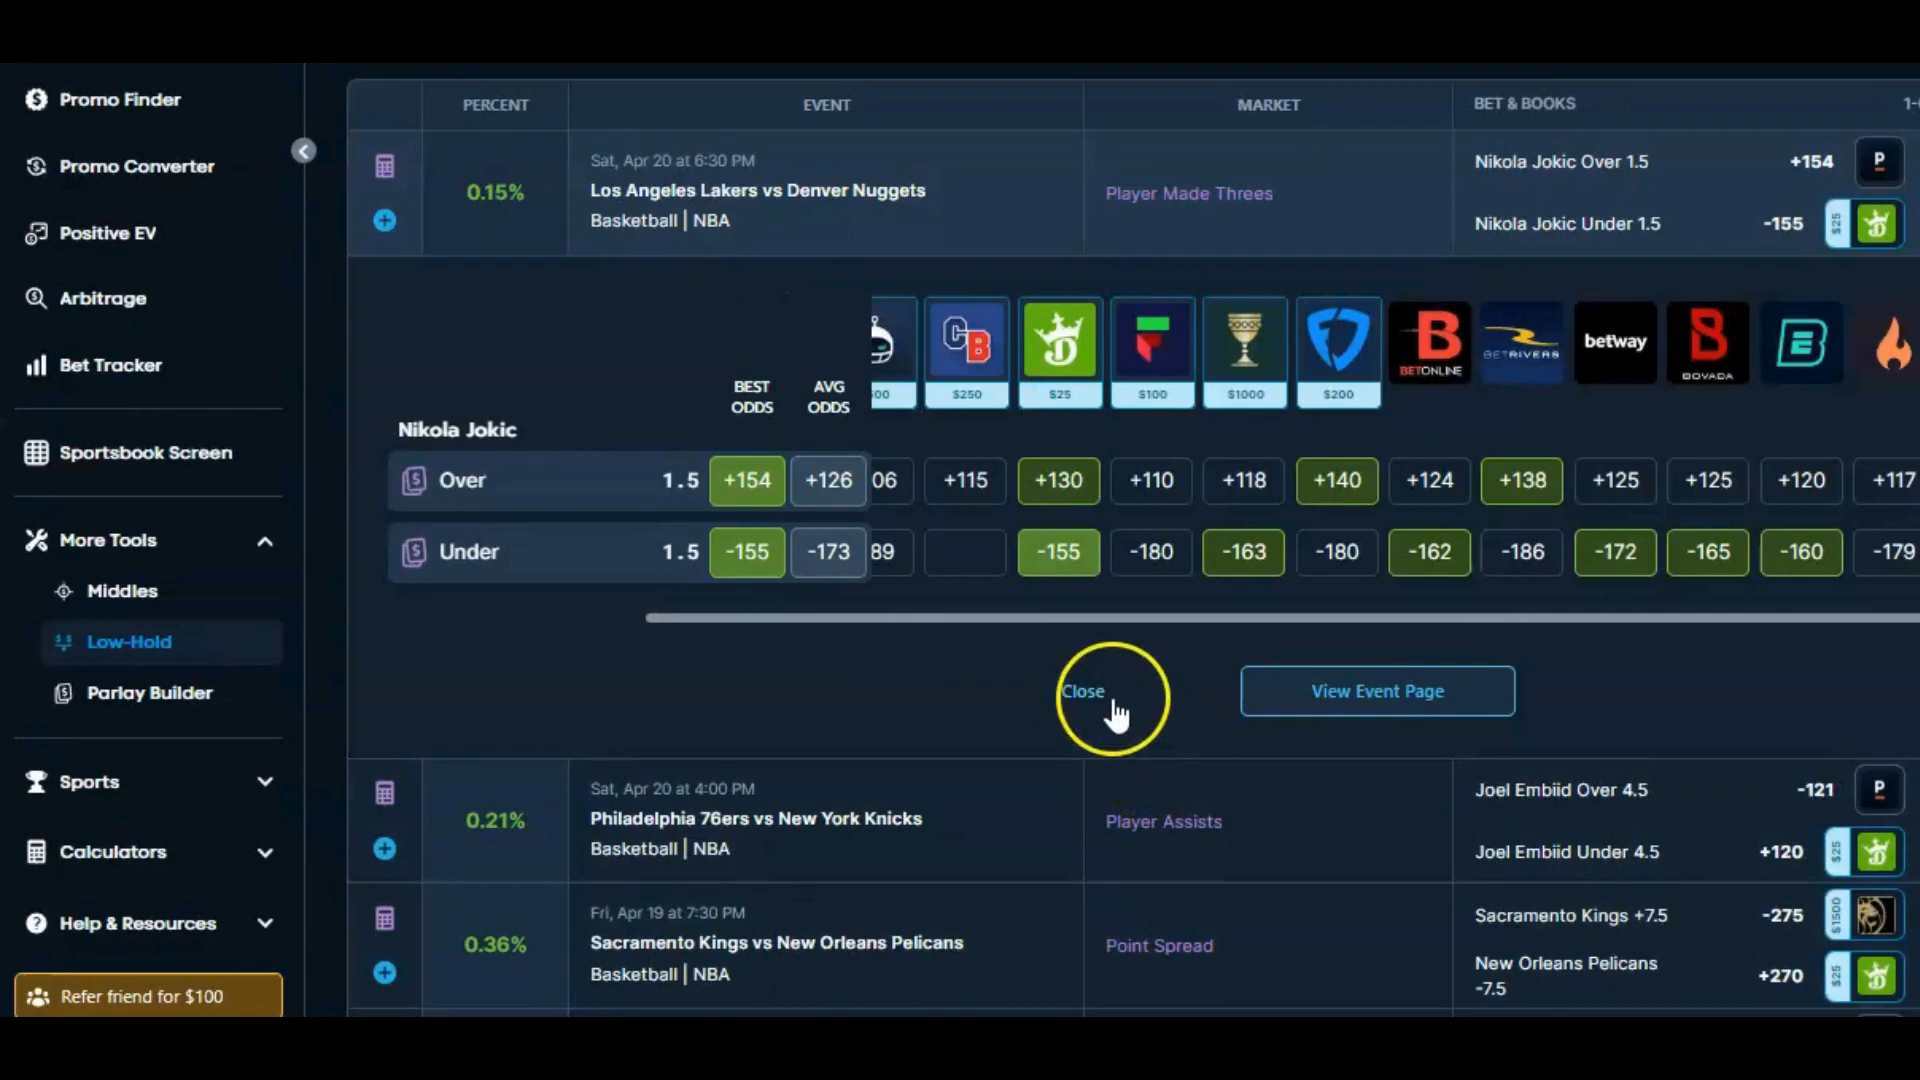 Promo Finder
Promo Converter
Positive EV
Arbitrage
Bet Tracker
Sportsbook Screen
More Tools
Middles
Low-Hold
Parlay Builder
Sports
Calculators
Help & Resources
Refer friend for $100
PERCENT EVENT MARKET BET & BOOKS
0.15%
Sat, Apr 20 at 6:30 PM
Los Angeles Lakers vs Denver Nuggets
Basketball | NBA
Player Made Threes
Nikola Jokic Over 1.5 +154 P
Nikola Jokic Under 1.5 -155 $25
CB BETONLINE BETRIVERS betway BOVADA
00 $250 $25 $100 $1000 $200
BEST ODDS AVG ODDS
Nikola Jokic
Over 1.5 +154 +126 06 +115 +130 +110 +118 +140 +124 +138 +125 +125 +120 +117
Under 1.5 -155 -173 89 -155 -180 -163 -180 -162 -186 -172 -165 -160 -179
Close View Event Page
0.21%
Sat, Apr 20 at 4:00 PM
Philadelphia 76ers vs New York Knicks
Basketball | NBA
Player Assists
Joel Embiid Over 4.5 -121 P
Joel Embiid Under 4.5 +120 $25
0.36%
Fri, Apr 19 at 7:30 PM
Sacramento Kings vs New Orleans Pelicans
Basketball | NBA
Point Spread
Sacramento Kings +7.5 -275 $1500
New Orleans Pelicans
-7.5 +270 $25